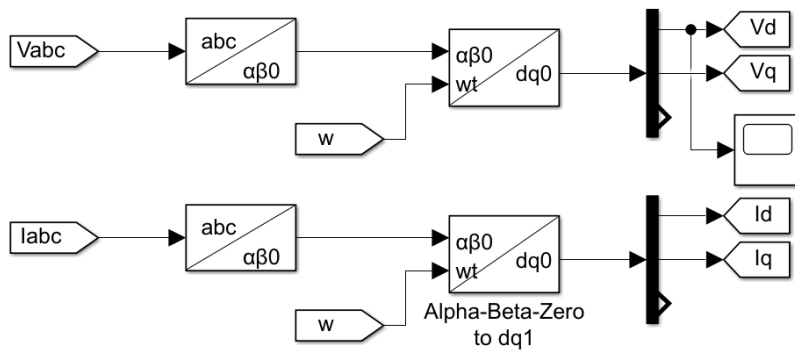 Vabc
abc
αβ0
αβ0
wt
dq0
w
Vd
Vq
Iabc
abc
αβ0
αβ0
wt
dq0
w
Id
Iq
Alpha-Beta-Zero
to dq1